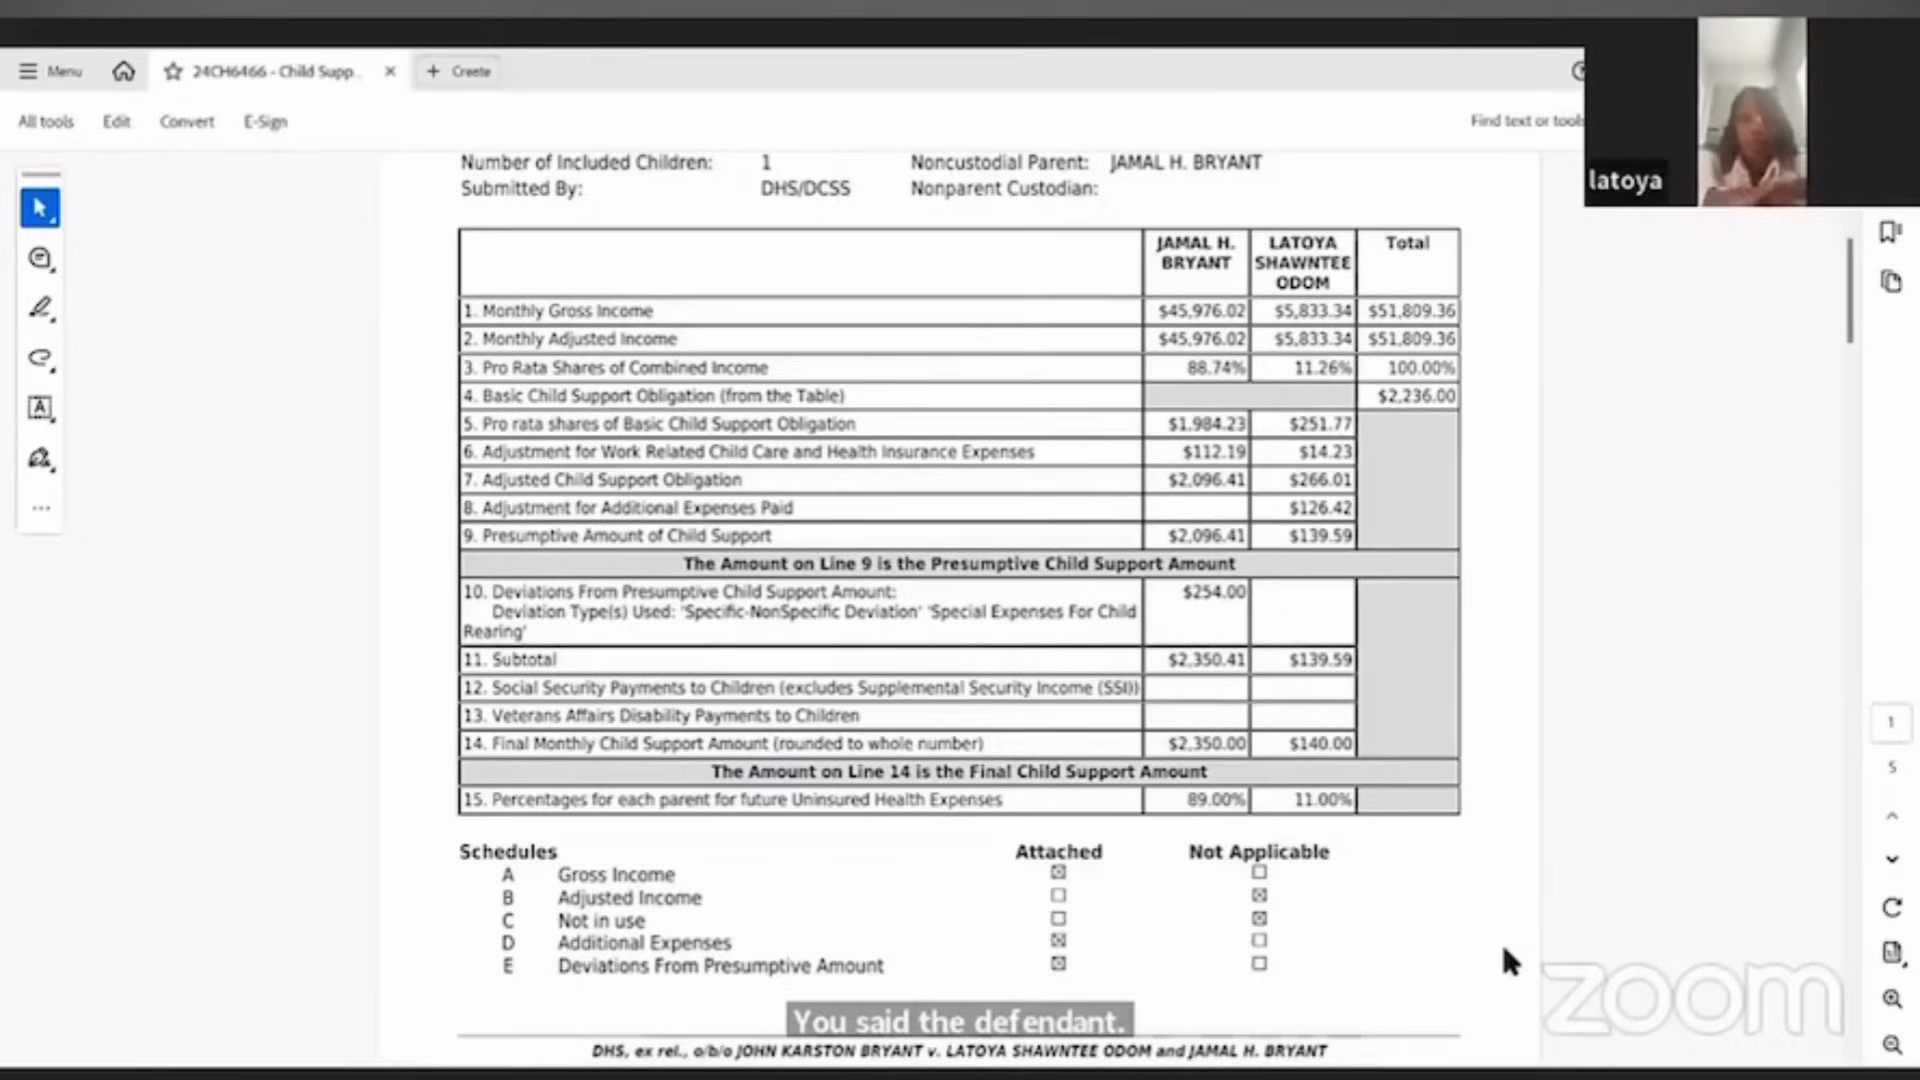 Menu
24CH6466 - Child Supp..
Create
All tools Edit Convert E-Sign
Find text or tools
latoya
Number of Included Children: 1 Noncustodial Parent: JAMAL H. BRYANT
Submitted By: DHS/DCSS Nonparent Custodian:
JAMAL H. BRYANT LATOYA SHAWNTEE ODOM Total
1. Monthly Gross Income $45,976.02 $5,833.34 $51,809.36
2. Monthly Adjusted Income $45,976.02 $5,833.34 $51,809.36
3. Pro Rata Shares of Combined Income 88.74% 11.26% 100.00%
4. Basic Child Support Obligation (from the Table) $2,236.00
5. Pro rata shares of Basic Child Support Obligation $1,984.23 $251.77
6. Adjustment for Work Related Child Care and Health Insurance Expenses $112.19 $14.23
7. Adjusted Child Support Obligation $2,096.41 $266.01
8. Adjustment for Additional Expenses Paid $126.42
9. Presumptive Amount of Child Support $2,096.41 $139.59
The Amount on Line 9 is the Presumptive Child Support Amount
10. Deviations From Presumptive Child Support Amount: $254.00
Deviation Type(s) Used: 'Specific-NonSpecific Deviation' 'Special Expenses For Child
Rearing'
11. Subtotal $2,350.41 $139.59
12. Social Security Payments to Children (excludes Supplemental Security Income (SSI))
13. Veterans Affairs Disability Payments to Children
14. Final Monthly Child Support Amount (rounded to whole number) $2,350.00 $140.00
The Amount on Line 14 is the Final Child Support Amount
15. Percentages for each parent for future Uninsured Health Expenses 89.00% 11.00%
Schedules Attached Not Applicable
A Gross Income
B Adjusted Income
C Not in use
D Additional Expenses
E Deviations From Presumptive Amount
You said the defendant.
DHS, ex rel., o/b/o JOHN KARSTON BRYANT v. LATOYA SHAWNTEE ODOM and JAMAL H. BRYANT
1
5
zoom